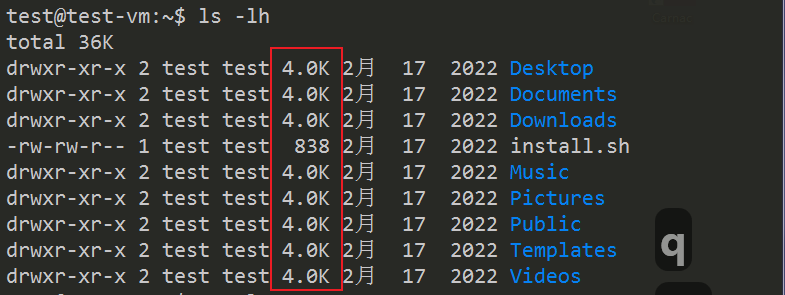 test@test-vm:~$ ls -lh
total 36K
drwxr-xr-x 2 test test 4.0K 2月  17  2022 Desktop
drwxr-xr-x 2 test test 4.0K 2月  17  2022 Documents
drwxr-xr-x 2 test test 4.0K 2月  17  2022 Downloads
-rw-rw-r-- 1 test test  838 2月  17  2022 install.sh
drwxr-xr-x 2 test test 4.0K 2月  17  2022 Music
drwxr-xr-x 2 test test 4.0K 2月  17  2022 Pictures
drwxr-xr-x 2 test test 4.0K 2月  17  2022 Public
drwxr-xr-x 2 test test 4.0K 2月  17  2022 Templates
drwxr-xr-x 2 test test 4.0K 2月  17  2022 Videos
q